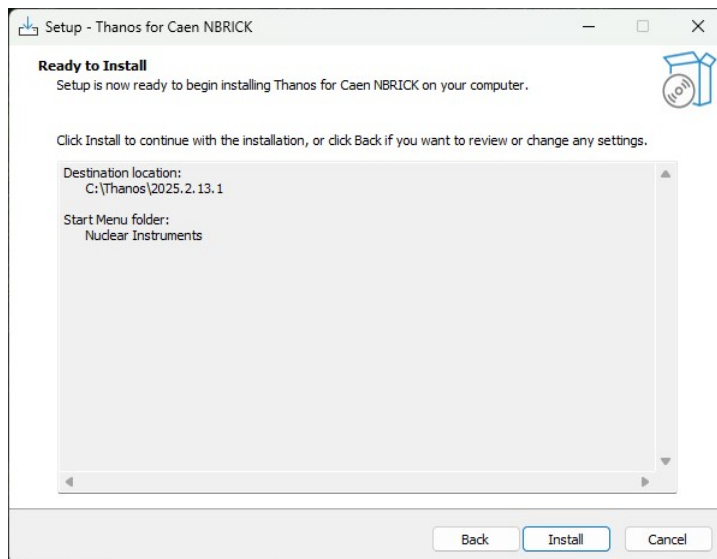 Setup - Thanos for Caen NBRICK
Ready to Install
Setup is now ready to begin installing Thanos for Caen NBRICK on your computer.
Click Install to continue with the installation, or click Back if you want to review or change any settings.
Destination location:
C:\Thanos\2025.2.13.1
Start Menu folder:
Nuclear Instruments
Back Install Cancel